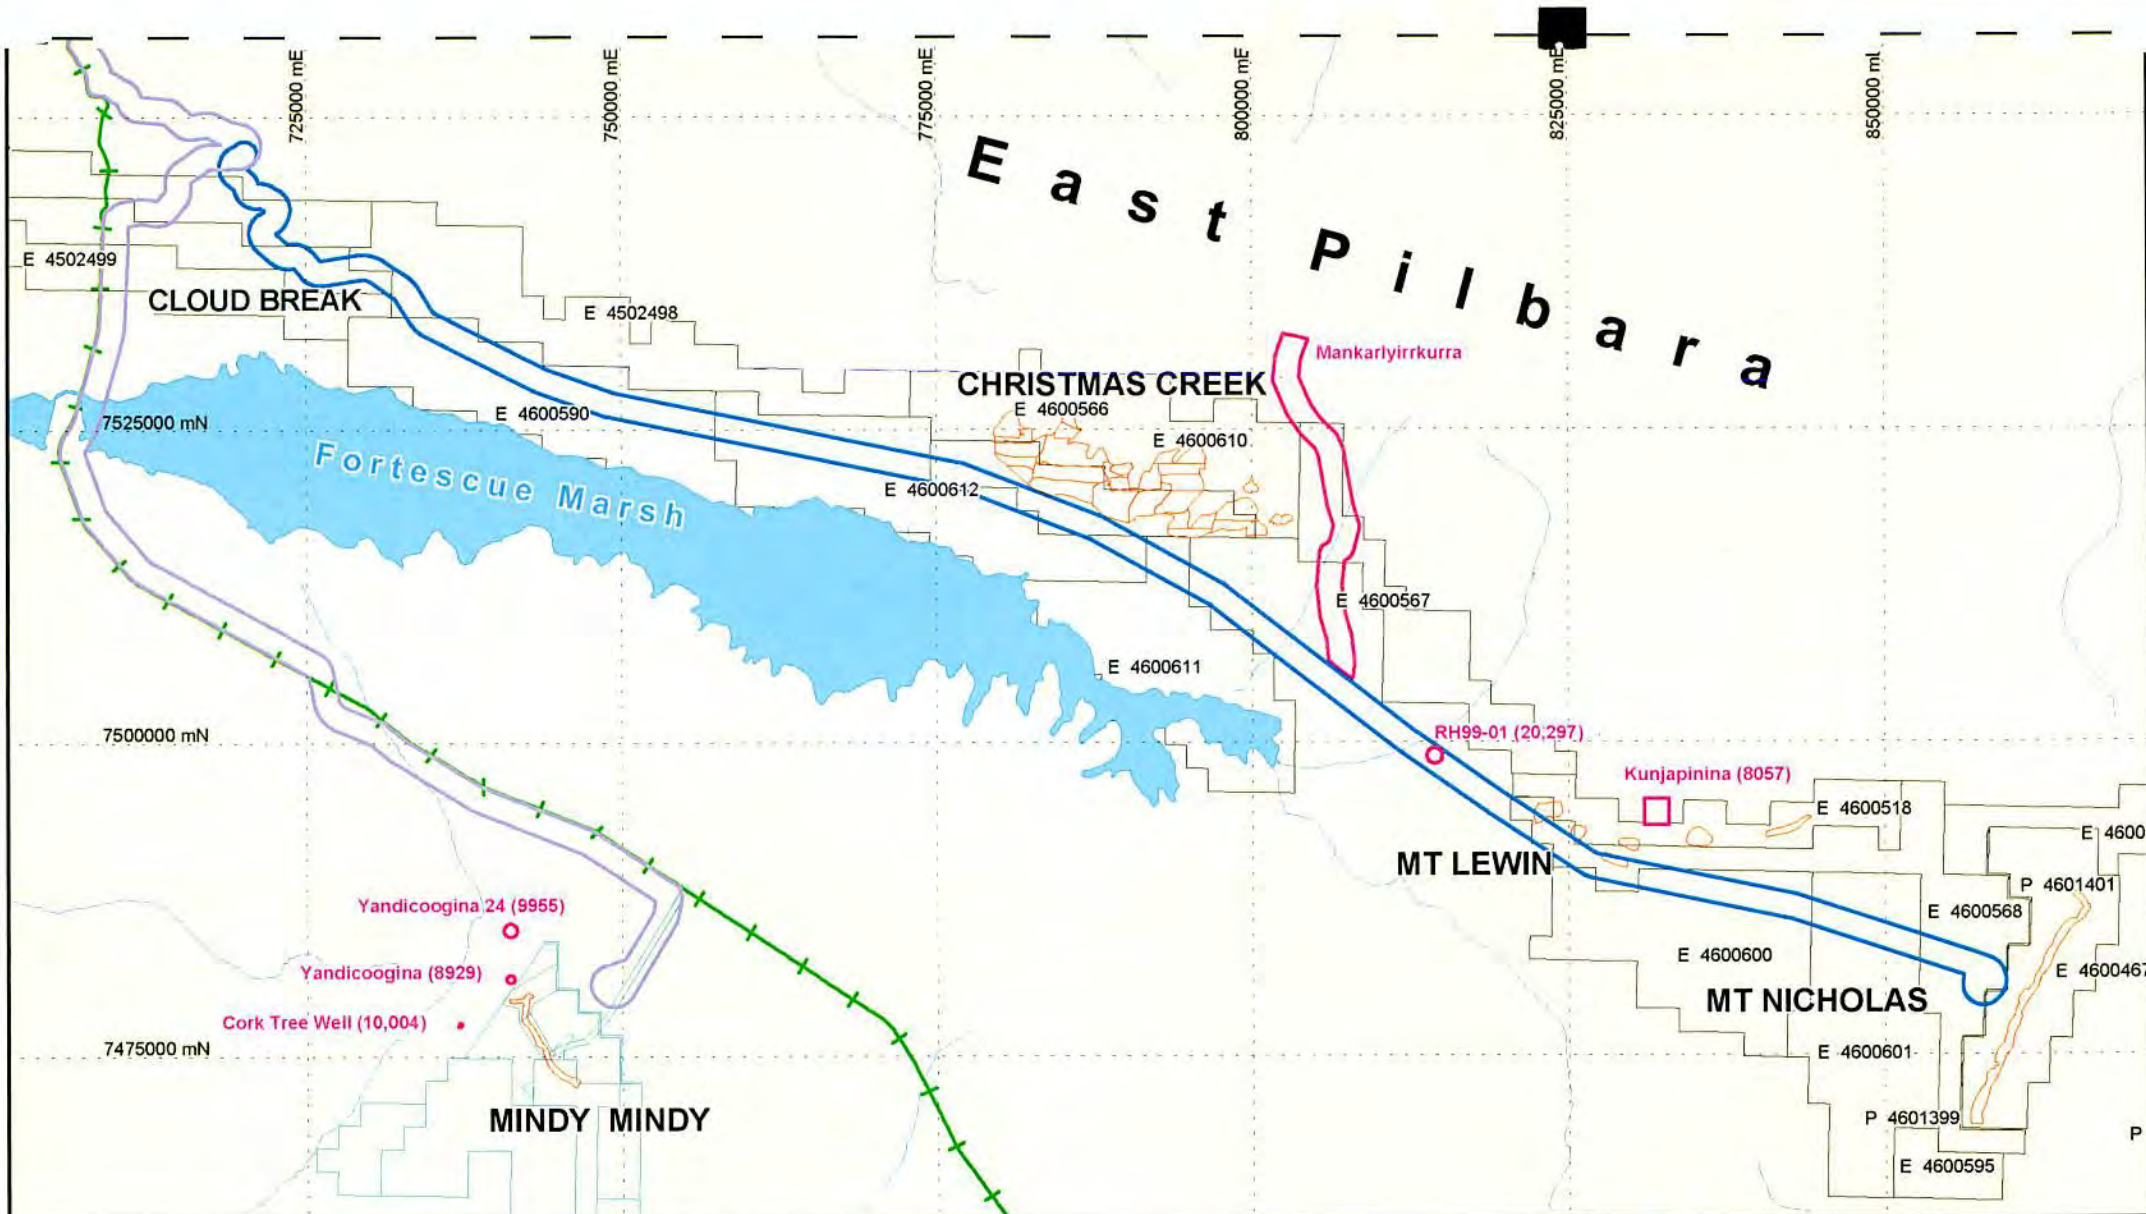 725000 mE
750000 mE
775000 mE
800000 mE
825000 mE
850000 m
East Pilbara
E 4502499
CLOUD BREAK
E 4502498
Mankarlyirrkurra
CHRISTMAS CREEK
E 4600566
E 4600590
7525000 mN
E 4600610
Fortescue Marsh
E 4600612
E 4600567
E 4600611
7500000 mN
RH99-01 (20,297)
Kunjapinina (8057)
E 4600518
E 4600
MT LEWIN
P 4601401
Yandicoogina 24 (9955)
E 4600568
E 4600600
Yandicoogina (8929)
E 4600467
MT NICHOLAS
Cork Tree Well (10,004)
7475000 mN
E 4600601
MINDY MINDY
P 4601399
P
E 4600595